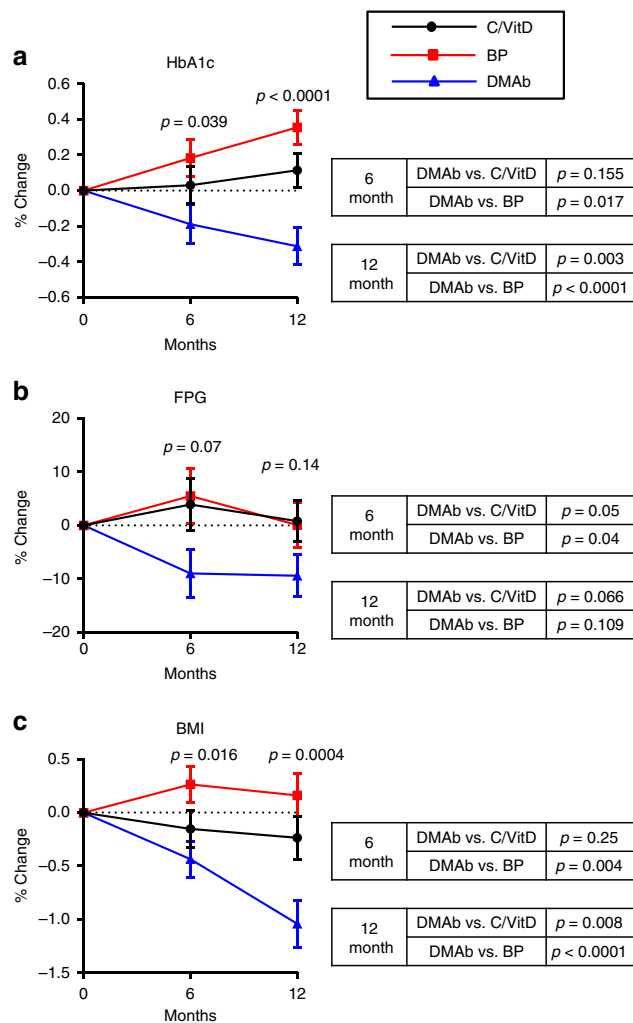 C/VitD
BP
DMAb
a
HbA1c
p = 0.039
p < 0.0001
0.6
0.4
0.2
0.0
–0.2
–0.4
–0.6
% Change
0
6
12
Months
6 month
DMAb vs. C/VitD
p = 0.155
DMAb vs. BP
p = 0.017
12 month
DMAb vs. C/VitD
p = 0.003
DMAb vs. BP
p < 0.0001
b
FPG
p = 0.07
p = 0.14
20
10
0
–10
–20
% Change
0
6
12
Months
6 month
DMAb vs. C/VitD
p = 0.05
DMAb vs. BP
p = 0.04
12 month
DMAb vs. C/VitD
p = 0.066
DMAb vs. BP
p = 0.109
c
BMI
p = 0.016
p = 0.0004
0.5
0.0
–0.5
–1.0
–1.5
% Change
0
6
12
Months
6 month
DMAb vs. C/VitD
p = 0.25
DMAb vs. BP
p = 0.004
12 month
DMAb vs. C/VitD
p = 0.008
DMAb vs. BP
p < 0.0001